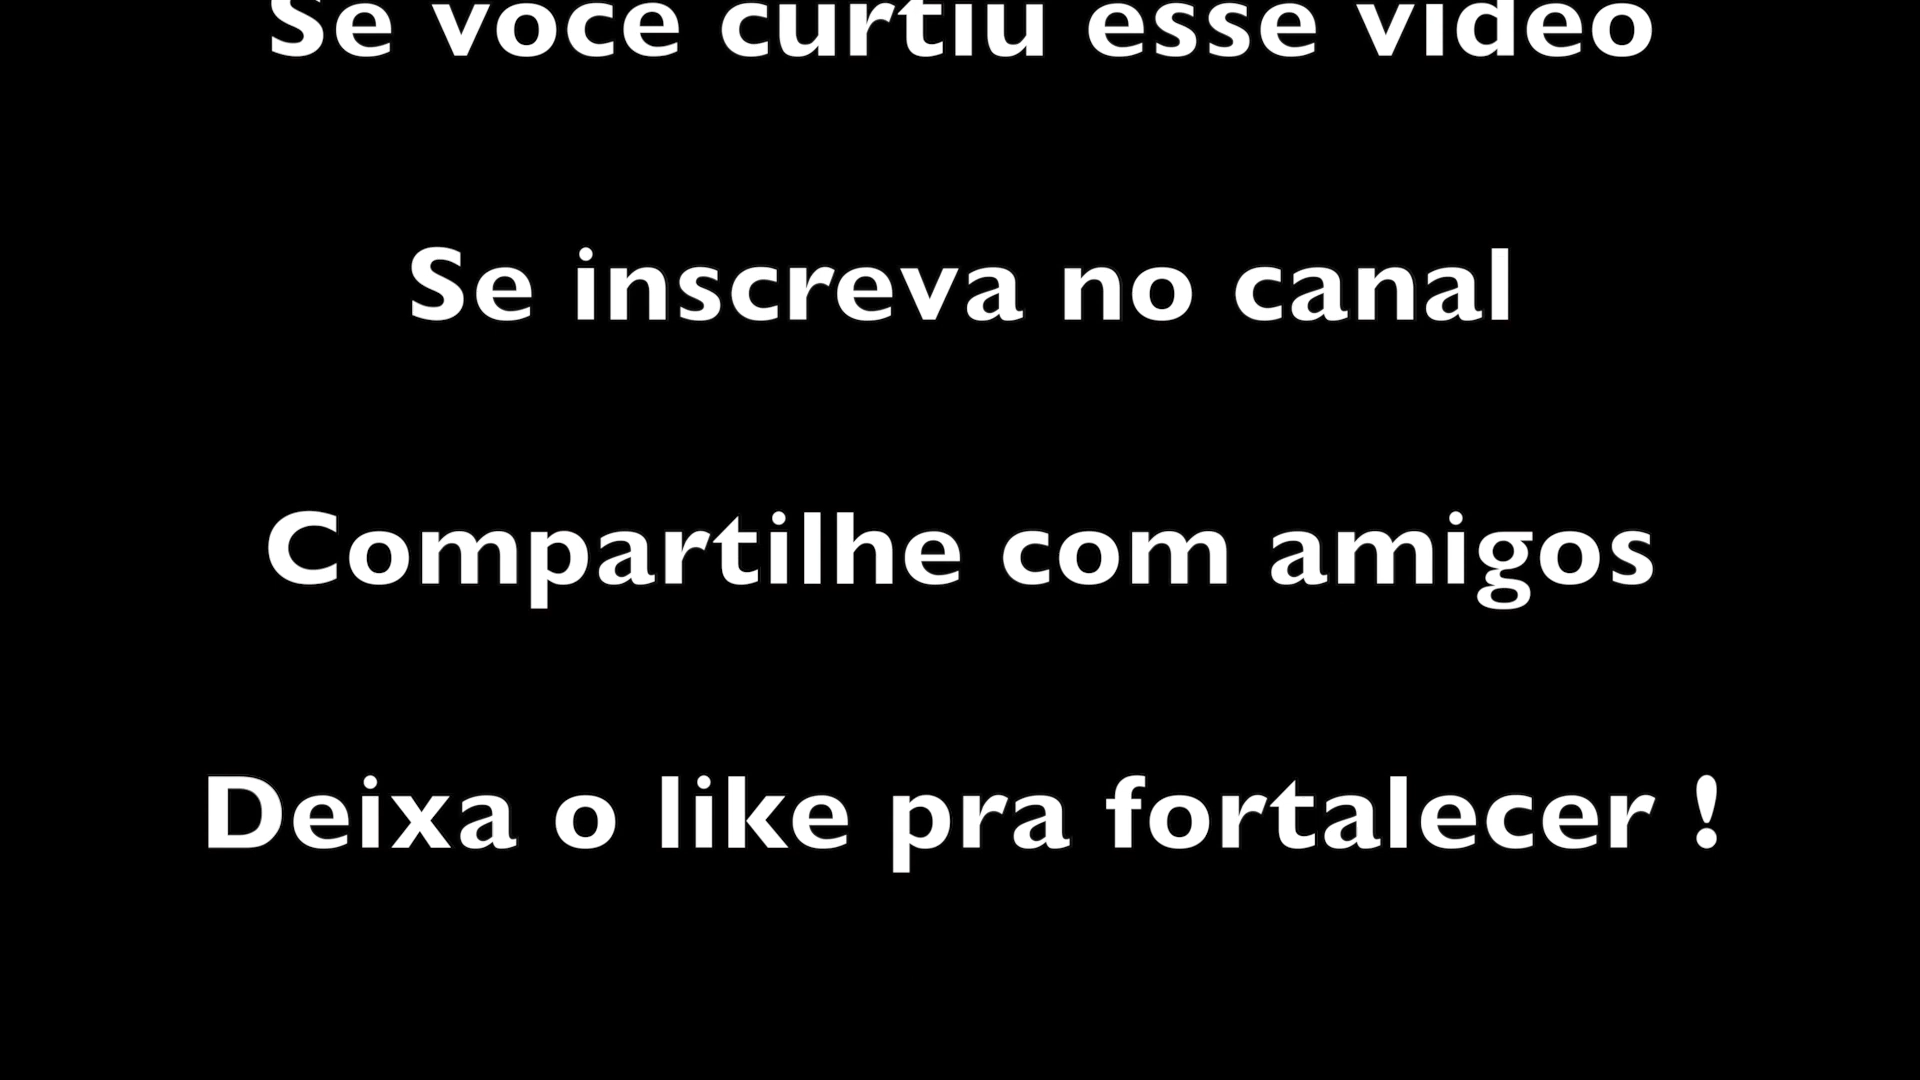 Se voce curtiu esse video
Se inscreva no canal
Compartilhe com amigos
Deixa o like pra fortalecer !